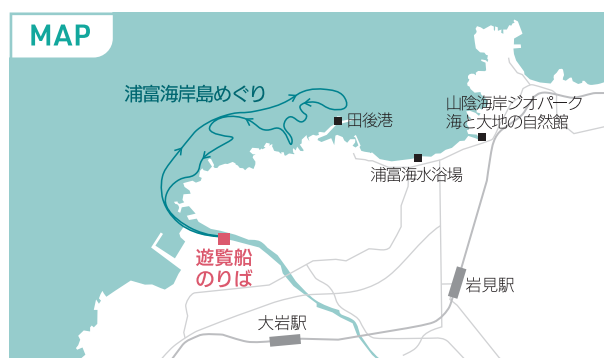 MAP
浦富海岸島めぐり
田後港
山陰海岸ジオパーク
海と大地の自然館
浦富海水浴場
遊覧船
のりば
岩見駅
大岩駅